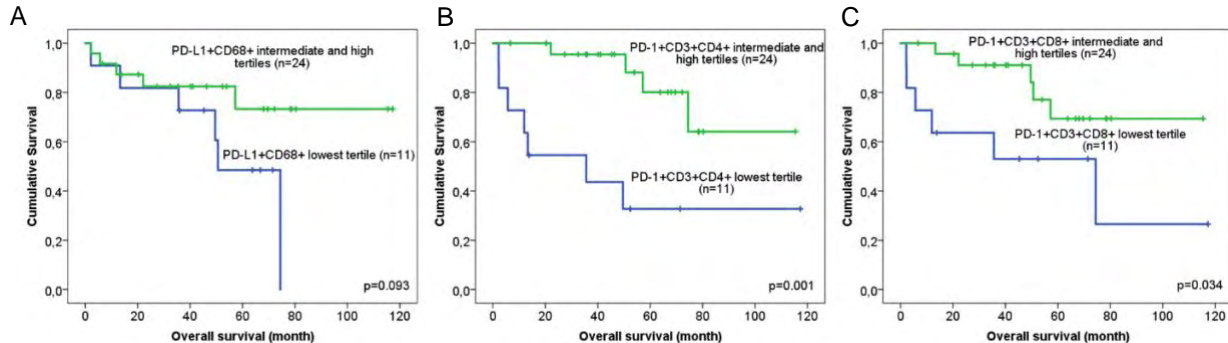 A
PD-L1+CD68+ intermediate and high
tertiles (n=24)
PD-L1+CD68+ lowest tertile (n=11)
p=0.093
Cumulative Survival
1,0
0,8
0,6
0,4
0,2
0,0
0 20 40 60 80 100 120
Overall survival (month)
B
PD-1+CD3+CD4+ intermediate and
high tertiles (n=24)
PD-1+CD3+CD4+ lowest tertile
(n=11)
p=0.001
Cumulative Survival
1,0
0,8
0,6
0,4
0,2
0,0
0 20 40 60 80 100 120
Overall survival (month)
C
PD-1+CD3+CD8+ intermediate and
high tertiles (n=24)
PD-1+CD3+CD8+ lowest tertile
(n=11)
p=0.034
Cumulative Survival
1,0
0,8
0,6
0,4
0,2
0,0
0 20 40 60 80 100 120
Overall survival (month)